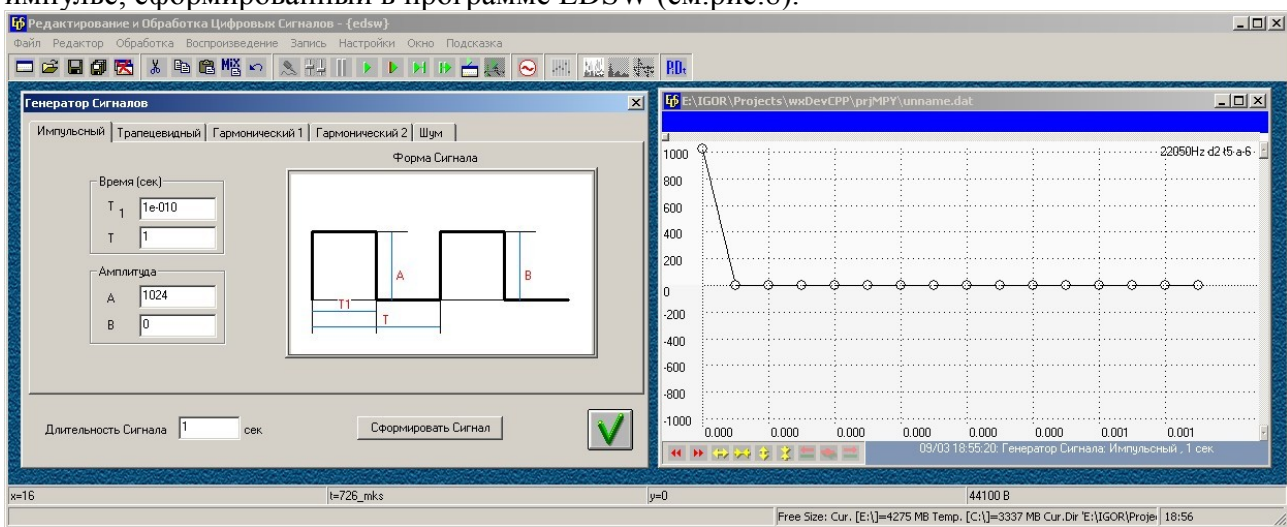 импульс, сформированный в программе EDSW (см.рис.6).
Редактирование и Обработка Цифровых Сигналов - {edsw}
Файл Редактор Обработка Воспроизведение Запись Настройки Окно Подсказка
MiX
P.D.
Генератор Сигналов
Импульсный Трапецевидный Гармонический 1 Гармонический 2 Шум
Форма Сигнала
Время (сек)
T 1 1e-010
T 1
Амплитуда
A 1024
B 0
A
B
T1
T
Длительность Сигнала 1 сек
Сформировать Сигнал
E:\IGOR\Projects\wxDevCPP\prjMPY\unname.dat
22050Hz d2 t5 a-6
1000
800
600
400
200
0
-200
-400
-600
-800
-1000
0.000 0.000 0.000 0.000 0.000 0.000 0.001 0.001
09/03 18:55:20: Генератор Сигнала: Импульсный , 1 сек
x=16 t=726_mks y=0 44100 B
Free Size: Cur. [E:\]=4275 MB Temp. [C:\]=3337 MB Cur.Dir 'E:\IGOR\Proje 18:56